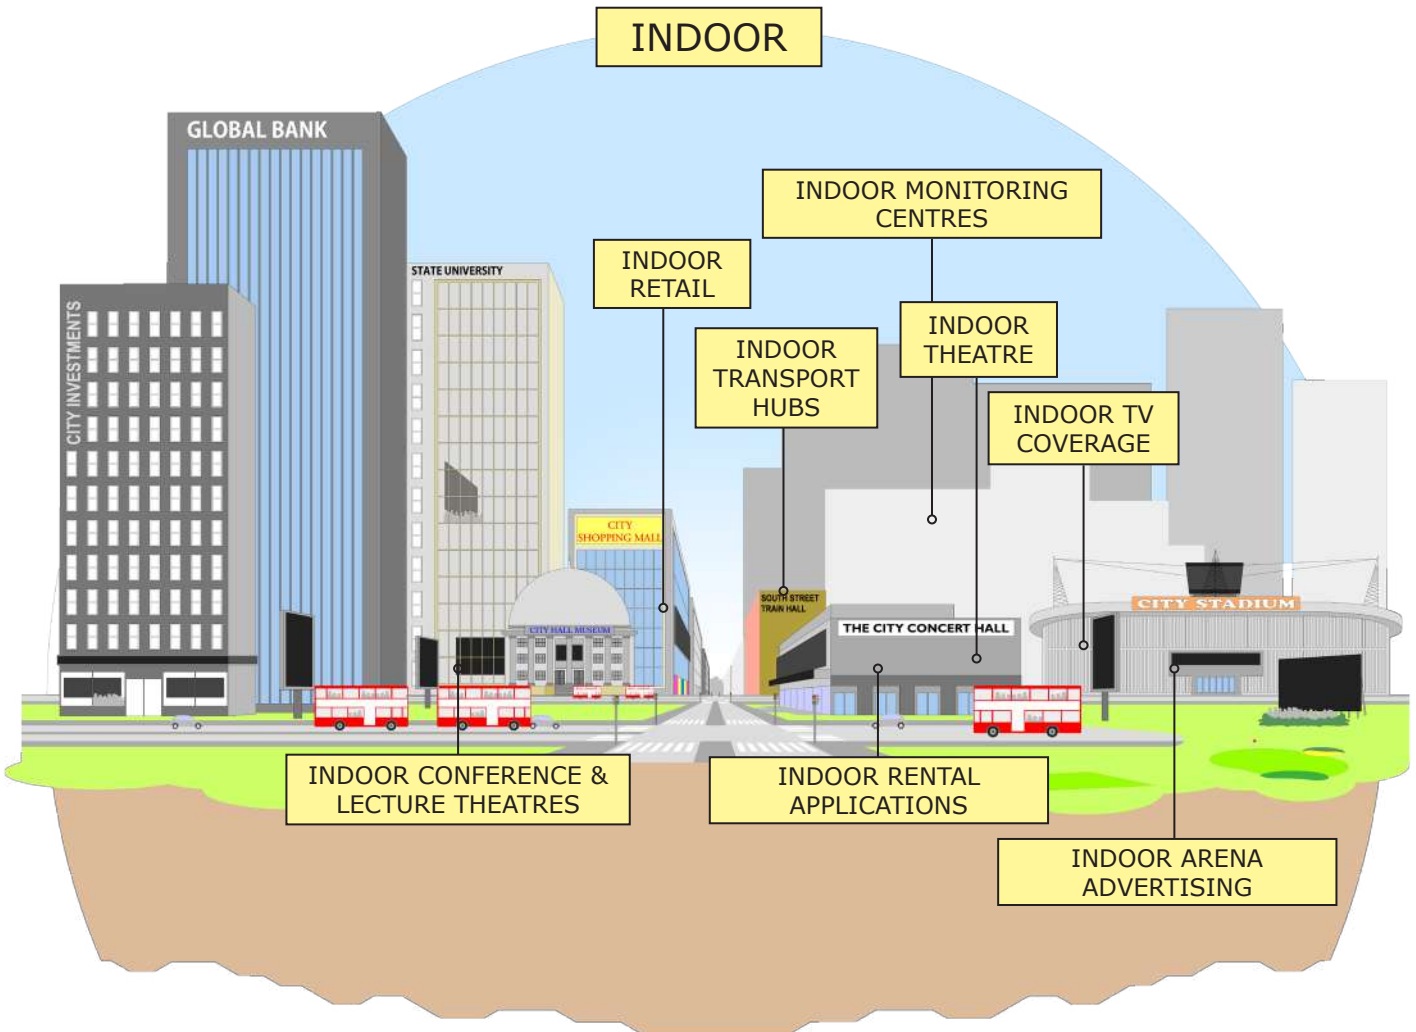 INDOOR
GLOBAL BANK
INDOOR MONITORING
CENTRES
INDOOR
RETAIL
STATE UNIVERSITY
CITY INVESTMENTS
INDOOR
THEATRE
INDOOR
TRANSPORT
HUBS
INDOOR TV
COVERAGE
CITY
SHOPPING MALL
SOUTH STREET
TRAIN HALL
CITY STADIUM
CITY HALL MUSEUM
THE CITY CONCERT HALL
INDOOR CONFERENCE &
LECTURE THEATRES
INDOOR RENTAL
APPLICATIONS
INDOOR ARENA
ADVERTISING